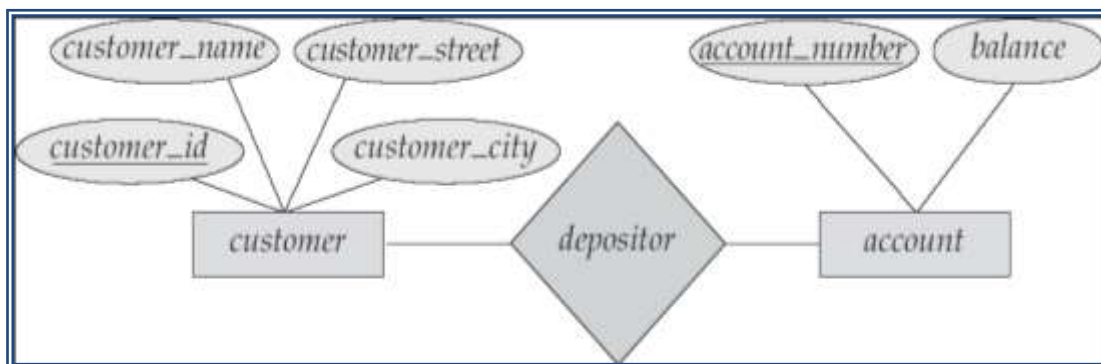 customer_name
customer_street
account_number
balance
customer_id
customer_city
customer
depositor
account